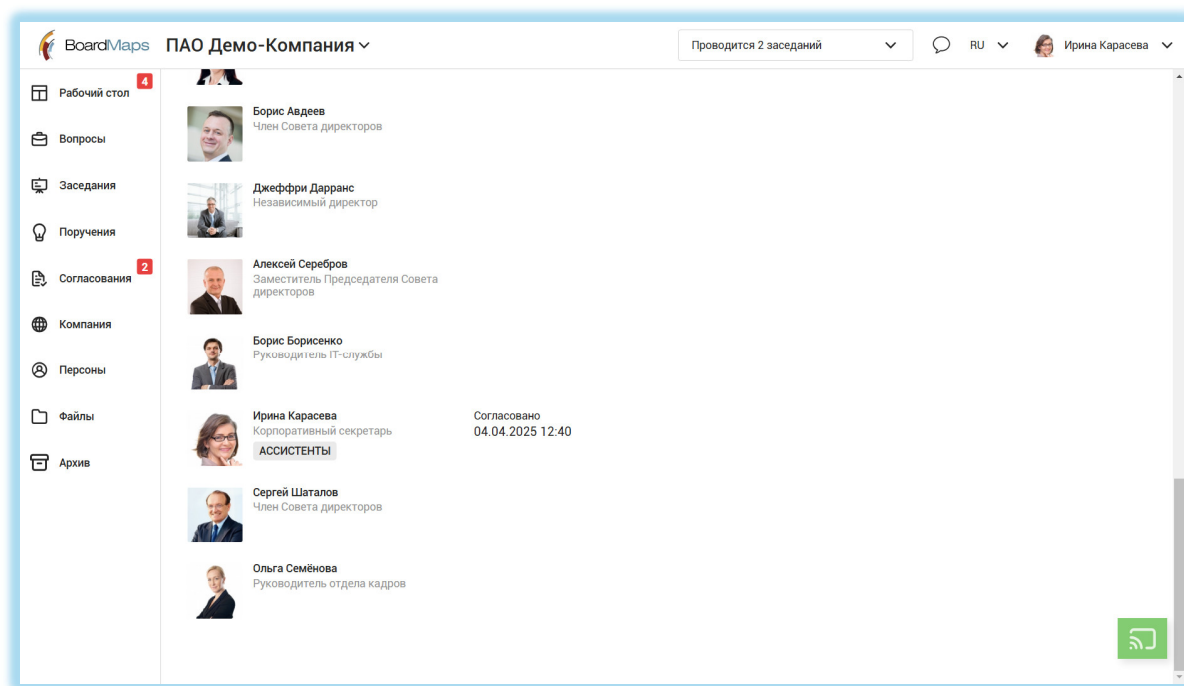 BoardMaps
ПАО Демо-Компания
Проводится 2 заседаний
RU
Ирина Карасева
Рабочий стол
4
Вопросы
Заседания
Поручения
Согласования
2
Компания
Персоны
Файлы
Архив
Борис Авдеев
Член Совета директоров
Джеффри Дарранс
Независимый директор
Алексей Серебров
Заместитель Председателя Совета
директоров
Борис Борисенко
Руководитель IT-службы
Ирина Карасева
Корпоративный секретарь
АССИСТЕНТЫ
Согласовано
04.04.2025 12:40
Сергей Шаталов
Член Совета директоров
Ольга Семёнова
Руководитель отдела кадров